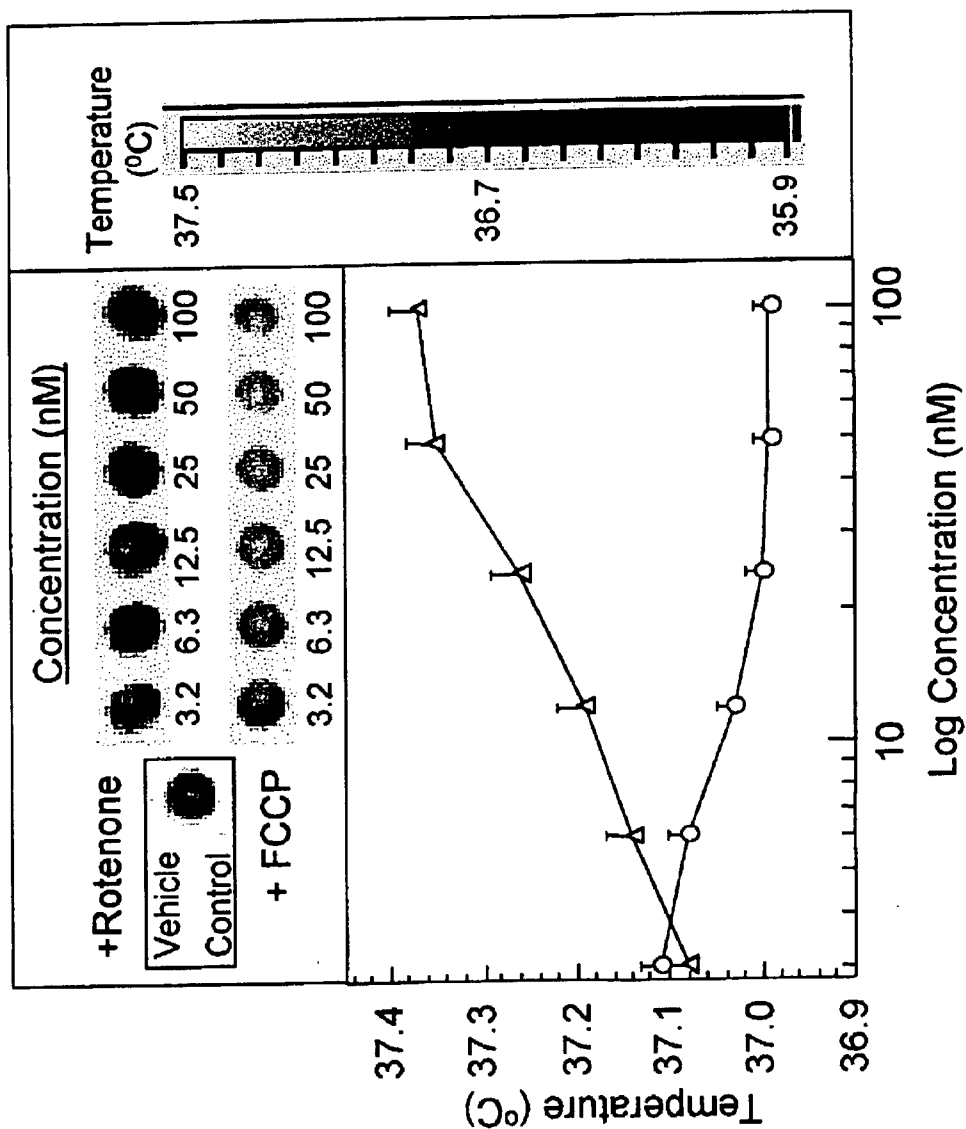 Concentration (nM)
+Rotenone
3.2 6.3 12.5 25 50 100
Vehicle
Control
+ FCCP
3.2 6.3 12.5 25 50 100
Temperature
(⁰C)
37.5
36.7
35.9
Temperature (⁰C)
37.4
37.3
37.2
37.1
37.0
36.9
10 100
Log Concentration (nM)